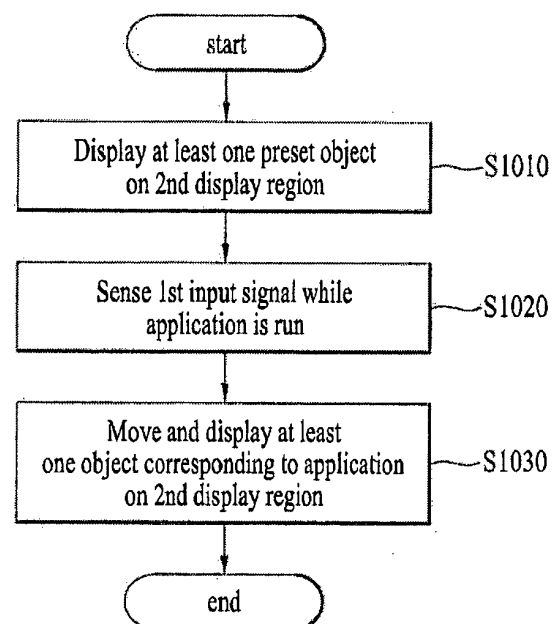 start
Display at least one preset object
on 2nd display region
S1010
Sense 1st input signal while
application is run
S1020
Move and display at least
one object corresponding to application
on 2nd display region
S1030
end